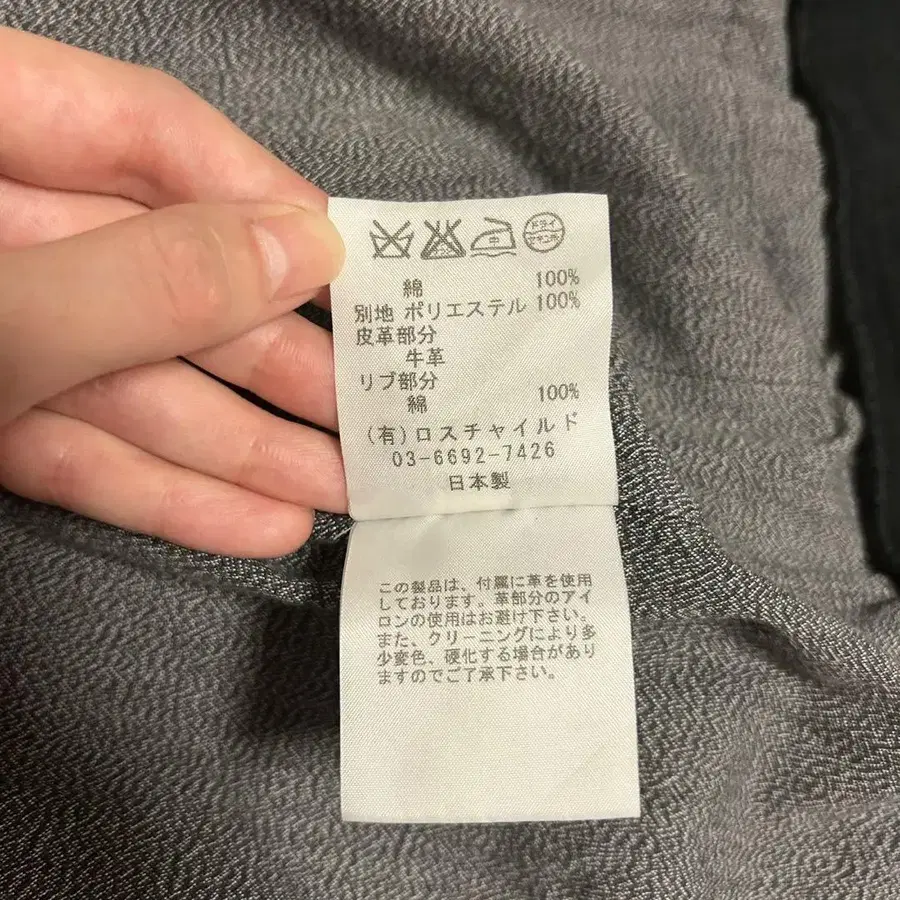 中
ドライ
綿 100%
別地 ポリエステル 100%
皮革部分
牛革
リブ部分
綿 100%
(有)ロスチャイルド
03-6692-7426
日本製
この製品は、付属に革を使用
しております。革部分のアイ
ロンの使用はお避け下さい。
また、クリーニングにより多
少変色、硬化する場合があり
ますのでご了承下さい。